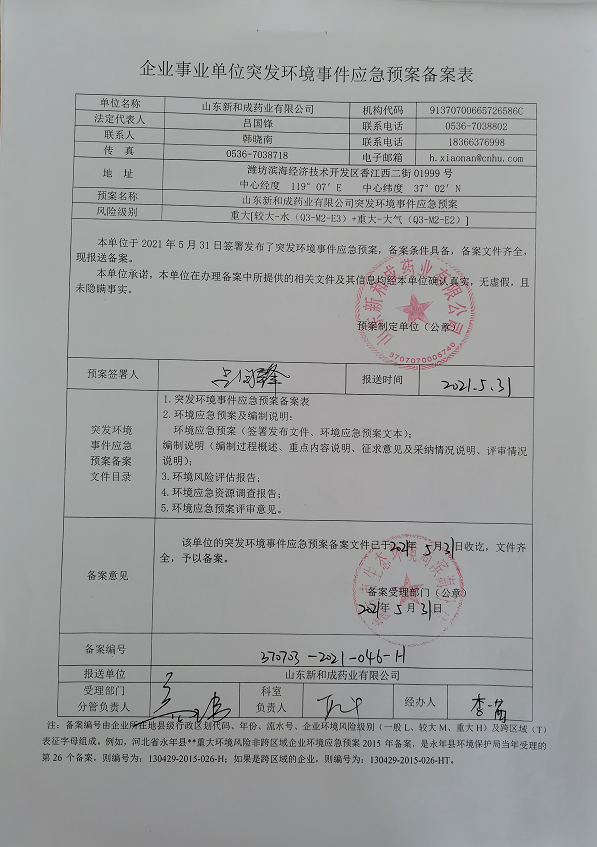 企业事业单位突发环境事件应急预案备案表
单位名称 山东新和成药业有限公司 机构代码 91370700665726586C
法定代表人 吕国锋 联系电话 0536-7038802
联系人 韩晓南 联系电话 18366376998
传 真 0536-7038718 电子邮箱 h.xiaonan@cnhu.com
地 址 潍坊滨海经济技术开发区香江西二街 01999 号
中心经度 119°07′E 中心纬度 37°02′N
预案名称 山东新和成药业有限公司突发环境事件应急预案
风险级别 重大[较大-水（Q3-M2-E3）+重大-大气（Q3-M2-E2）]
本单位于 2021 年 5 月 31 日签署发布了突发环境事件应急预案，备案条件具备，备案文件齐全，
现报送备案。
本单位承诺，本单位在办理备案中所提供的相关文件及其信息均经本单位确认真实，无虚假，且
未隐瞒事实。
山东新和成药业有限公司
预案制定单位（公章）
3707070005740
预案签署人 吕国锋 报送时间 2021.5.31
突发环境
事件应急
预案备案
文件目录
1.突发环境事件应急预案备案表
2.环境应急预案及编制说明：
环境应急预案（签署发布文件、环境应急预案文本）；
编制说明（编制过程概述、重点内容说明、征求意见及采纳情况说明、评审情况
说明）；
3.环境风险评估报告；
4.环境应急资源调查报告；
5.环境应急预案评审意见。
备案意见
该单位的突发环境事件应急预案备案文件已于2021年 5月31日收讫，文件齐
全，予以备案。
备案受理部门（公章）
2021年 5 月 31日
备案编号 370703-2021-046-H
报送单位 山东新和成药业有限公司
受理部门
分管负责人
科室
负责人
经办人
注：备案编号由企业所在地县级行政区划代码、年份、流水号、企业环境风险级别（一般 L、较大 M、重大 H）及跨区域（T）
表征字母组成。例如，河北省永年县**重大环境风险非跨区域企业环境应急预案 2015 年备案，是永年县环境保护局当年受理的
第 26 个备案，则编号为：130429-2015-026-H；如果是跨区域的企业，则编号为：130429-2015-026-HT。